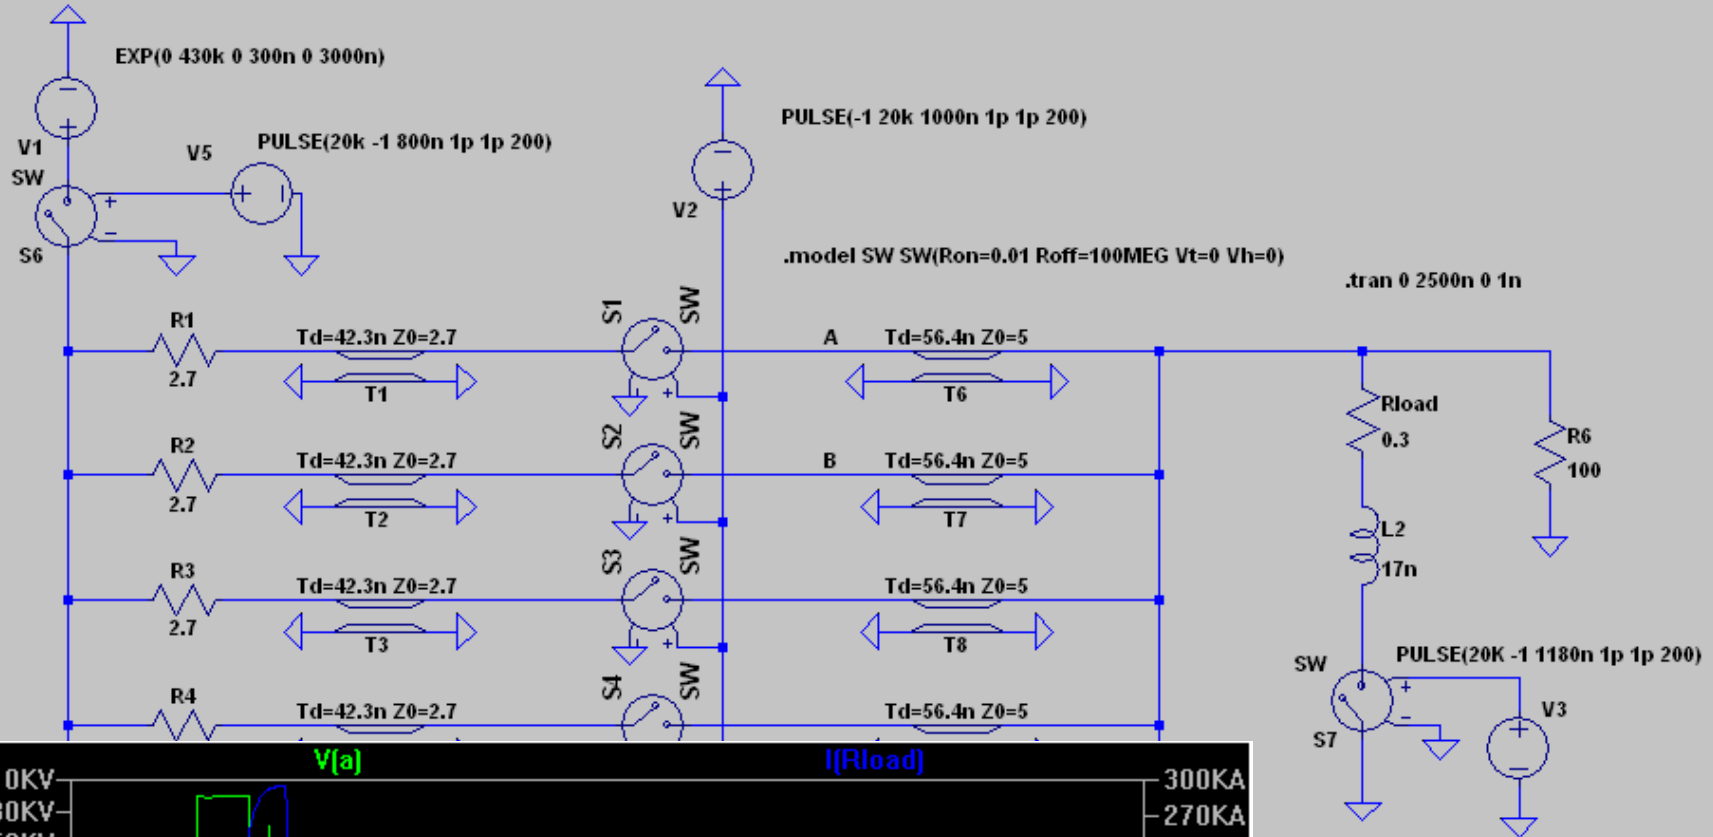 EXP(0 430k 0 300n 0 3000n)
V1
SW
S6
V5
PULSE(20k -1 800n 1p 1p 200)
PULSE(-1 20k 1000n 1p 1p 200)
V2
.model SW SW(Ron=0.01 Roff=100MEG Vt=0 Vh=0)
.tran 0 2500n 0 1n
R1
2.7
Td=42.3n Z0=2.7
T1
S1
SW
A
Td=56.4n Z0=5
T6
R2
2.7
Td=42.3n Z0=2.7
T2
S2
SW
B
Td=56.4n Z0=5
T7
R3
2.7
Td=42.3n Z0=2.7
T3
S3
SW
Td=56.4n Z0=5
T8
R4
Td=42.3n Z0=2.7
S4
SW
Td=56.4n Z0=5
Rload
0.3
R6
100
L2
17n
SW
S7
PULSE(20K -1 1180n 1p 1p 200)
V3
V(a)
I(Rload)
0KV
300KA
270KA